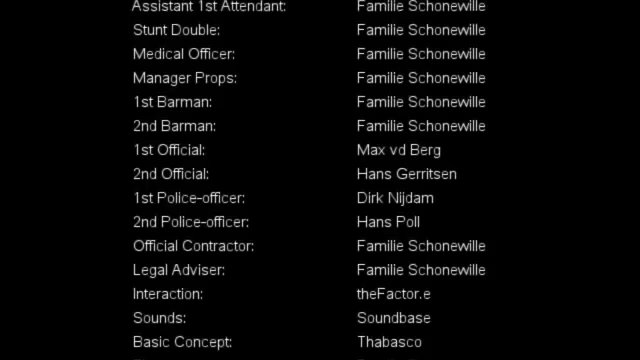 Assistant 1st Attendant: Familie Schonewille
Stunt Double: Familie Schonewille
Medical Officer: Familie Schonewille
Manager Props: Familie Schonewille
1st Barman: Familie Schonewille
2nd Barman: Familie Schonewille
1st Official: Max vd Berg
2nd Official: Hans Gerritsen
1st Police-officer: Dirk Nijdam
2nd Police-officer: Hans Poll
Official Contractor: Familie Schonewille
Legal Adviser: Familie Schonewille
Interaction: theFactor.e
Sounds: Soundbase
Basic Concept: Thabasco